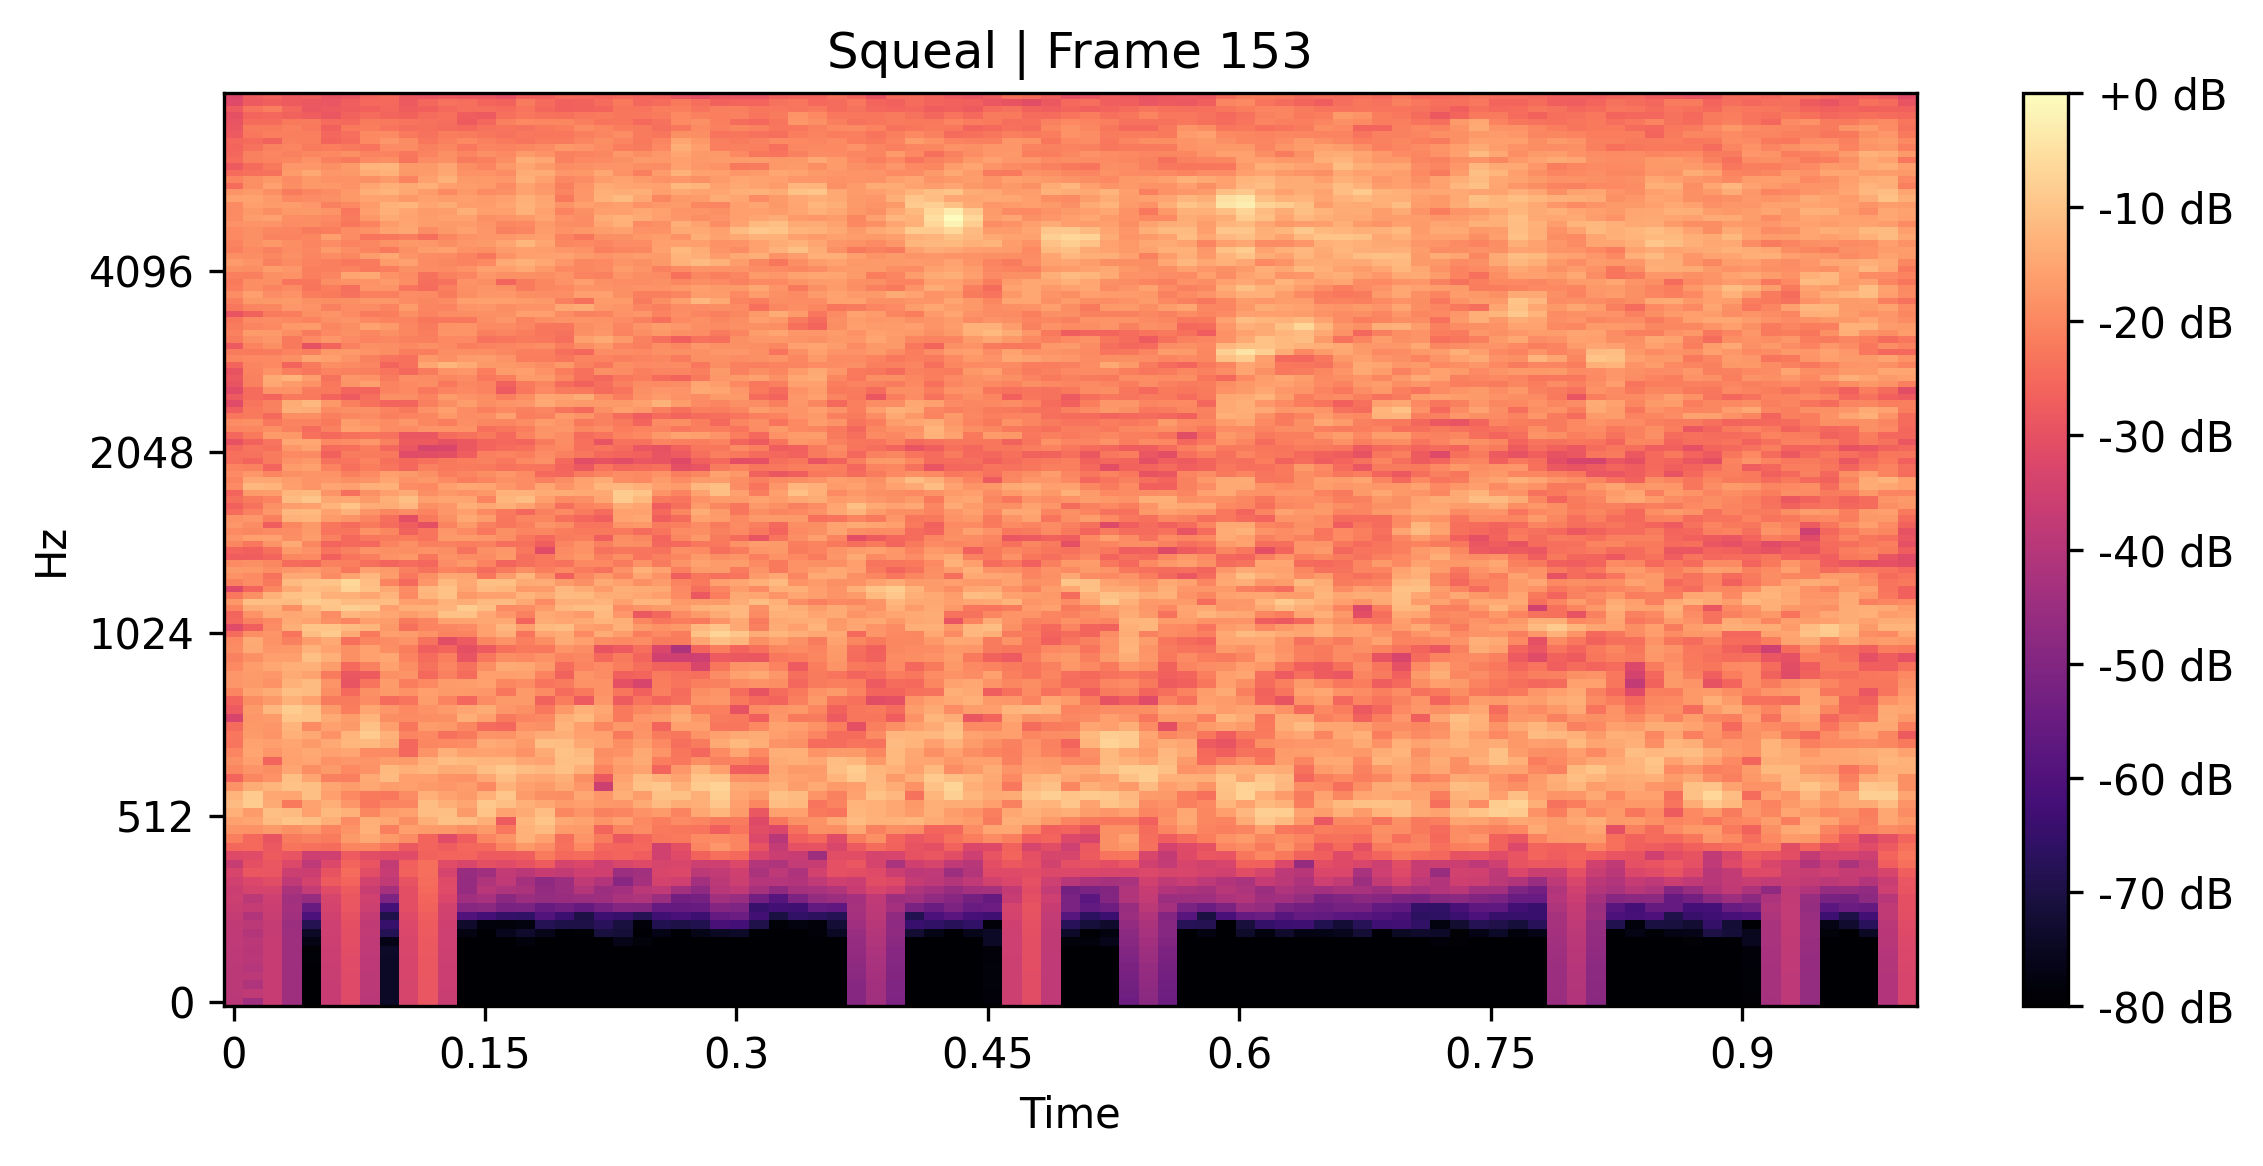 Squeal | Frame 153
+0 dB
-10 dB
-20 dB
-30 dB
-40 dB
-50 dB
-60 dB
-70 dB
-80 dB
4096
2048
1024
512
0
Hz
0 0.15 0.3 0.45 0.6 0.75 0.9
Time